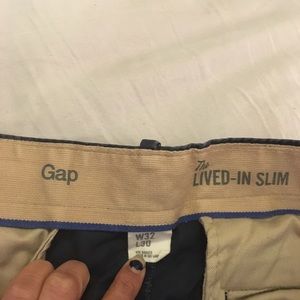 Gap
The
LIVED-IN SLIM
W32
L30